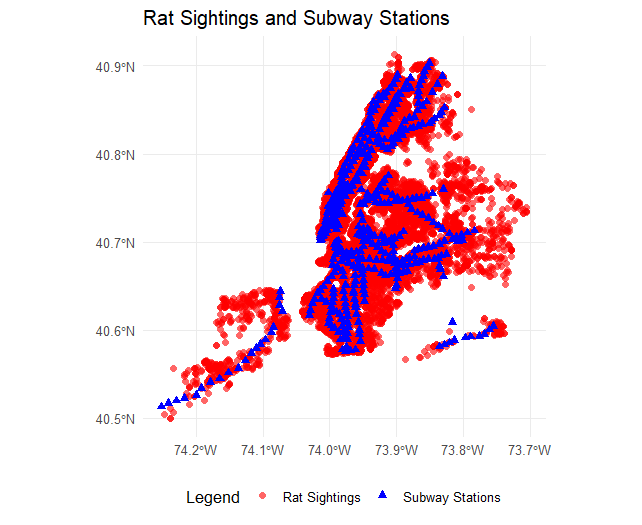 Rat Sightings and Subway Stations
40.9°N
40.8°N
40.7°N
40.6°N
40.5°N
74.2°W 74.1°W 74.0°W 73.9°W 73.8°W 73.7°W
Legend Rat Sightings Subway Stations